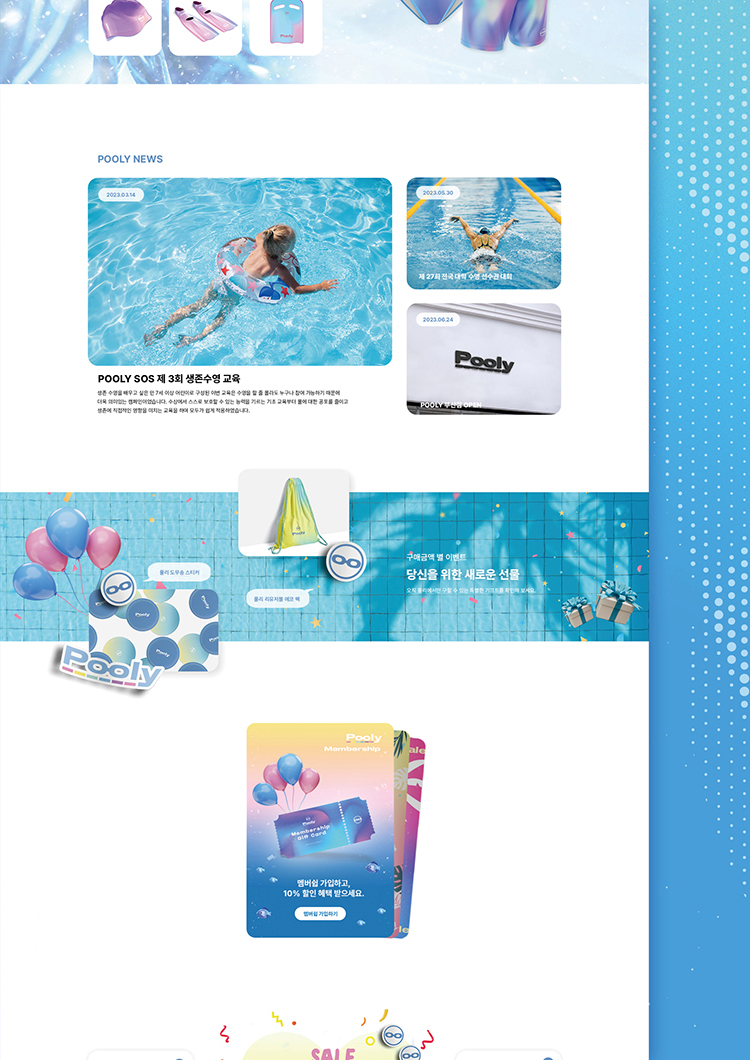 Pooly
POOLY NEWS
2023.03.14
2023.05.30
제 27회 전국 대학 수영 선수권 대회
2023.06.24
Pooly
POOLY 부산점 OPEN
POOLY SOS 제 3회 생존수영 교육
생존 수영을 배우고 싶은 만 7세 이상 어린이로 구성된 이번 교육은 수영을 할 줄 몰라도 누구나 참여 가능하기 때문에
더욱 의미있는 캠페인이었습니다. 수상에서 스스로 보호할 수 있는 능력을 기르는 기초 교육부터 물에 대한 공포를 줄이고
생존에 직접적인 영향을 미치는 교육을 하며 모두가 쉽게 적응하였습니다.
Pooly
구매금액 별 이벤트
당신을 위한 새로운 선물
오직 풀리에서만 구할 수 있는 특별한 기프트를 확인해 보세요.
풀리 도우송 스티커
풀리 리유저블 에코 백
Pooly
Pooly
Pooly
Pooly
Membership
Pooly
Membership
Gift Card
멤버쉽 가입하고,
10% 할인 혜택 받으세요.
멤버쉽 가입하기
SALE